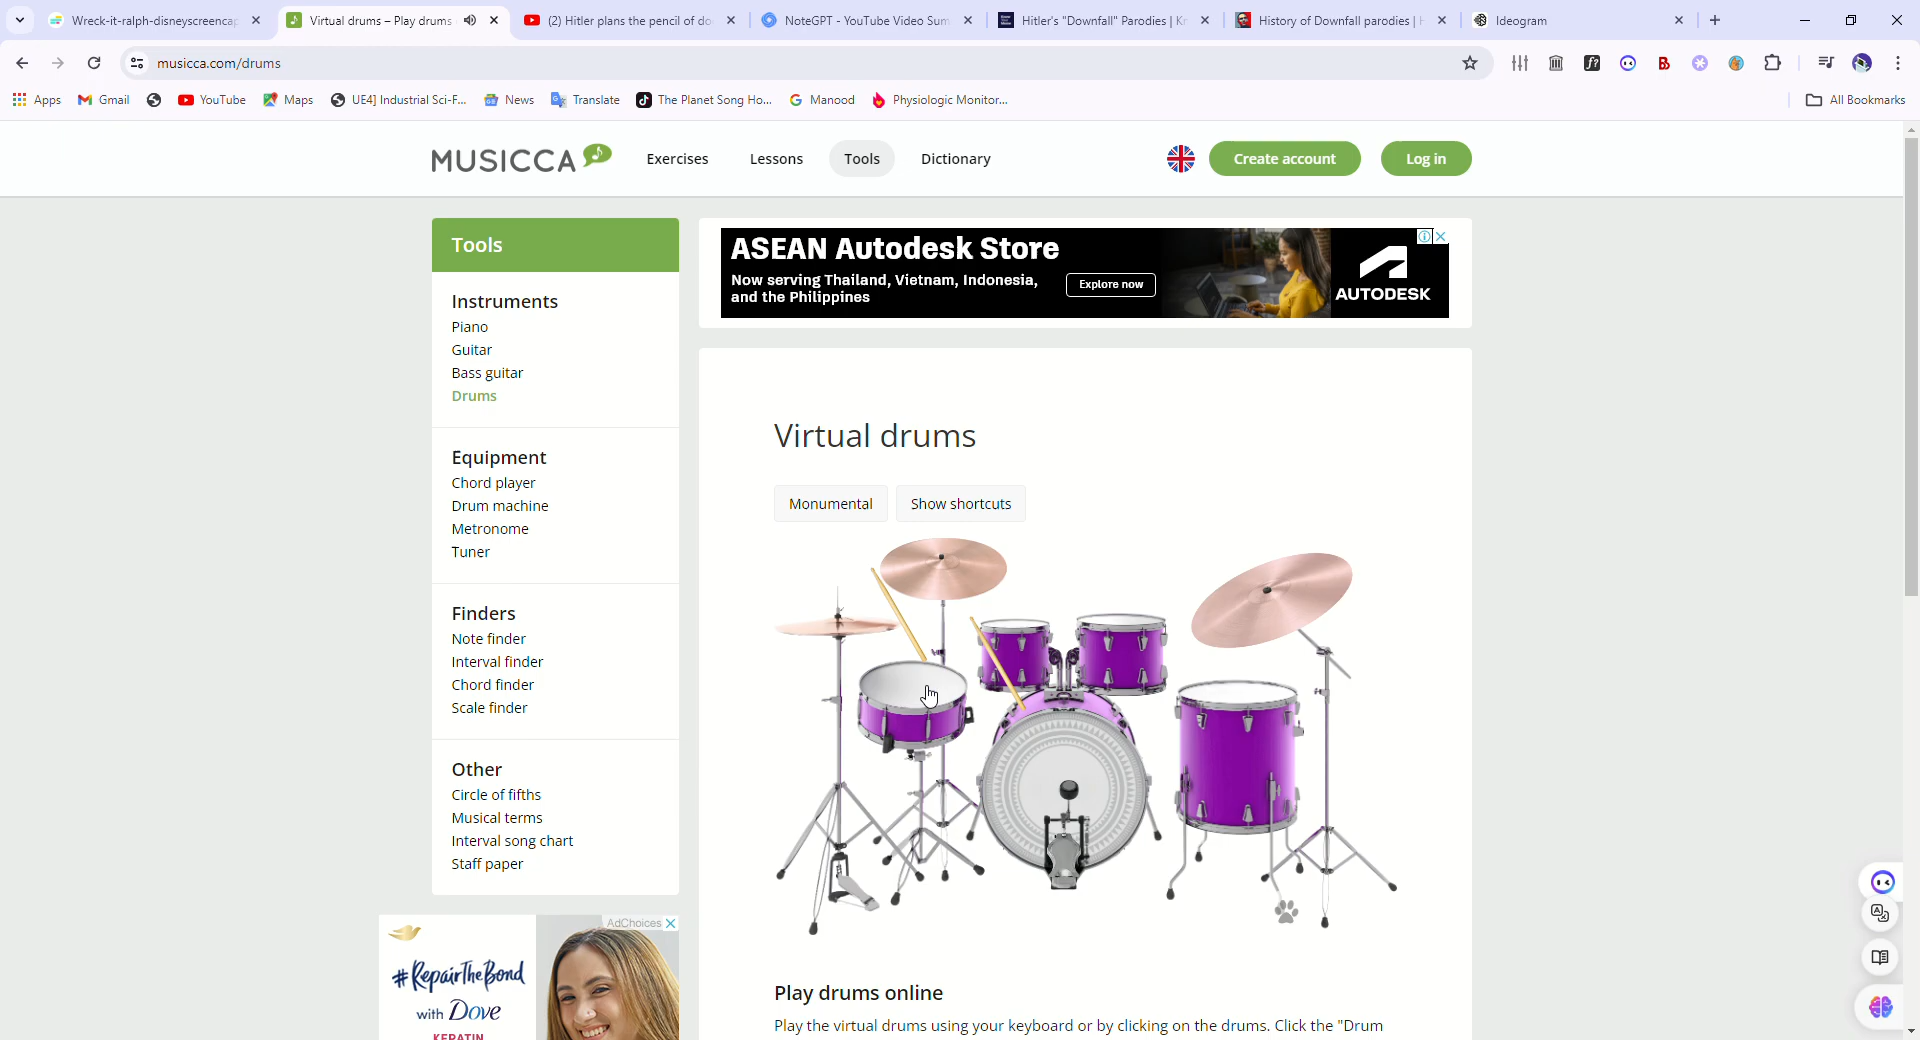 Wreck-it-ralph-disneyscreencap
Virtual drums – Play drums
(2) Hitler plans the pencil of do
NoteGPT - YouTube Video Sum
Hitler's "Downfall" Parodies | Kn
History of Downfall parodies | H
Ideogram
musicca.com/drums
Apps
Gmail
YouTube
Maps
UE4] Industrial Sci-F...
News
Translate
The Planet Song Ho...
Manood
Physiologic Monitor...
All Bookmarks
MUSICCA
Exercises
Lessons
Tools
Dictionary
Create account
Log in
Tools
Instruments
Piano
Guitar
Bass guitar
Drums
Equipment
Chord player
Drum machine
Metronome
Tuner
Finders
Note finder
Interval finder
Chord finder
Scale finder
Other
Circle of fifths
Musical terms
Interval song chart
Staff paper
AdChoices
#RepairTheBond
with Dove
KERATIN
ASEAN Autodesk Store
Now serving Thailand, Vietnam, Indonesia,
and the Philippines
Explore now
AUTODESK
Virtual drums
Monumental
Show shortcuts
Play drums online
Play the virtual drums using your keyboard or by clicking on the drums. Click the "Drum